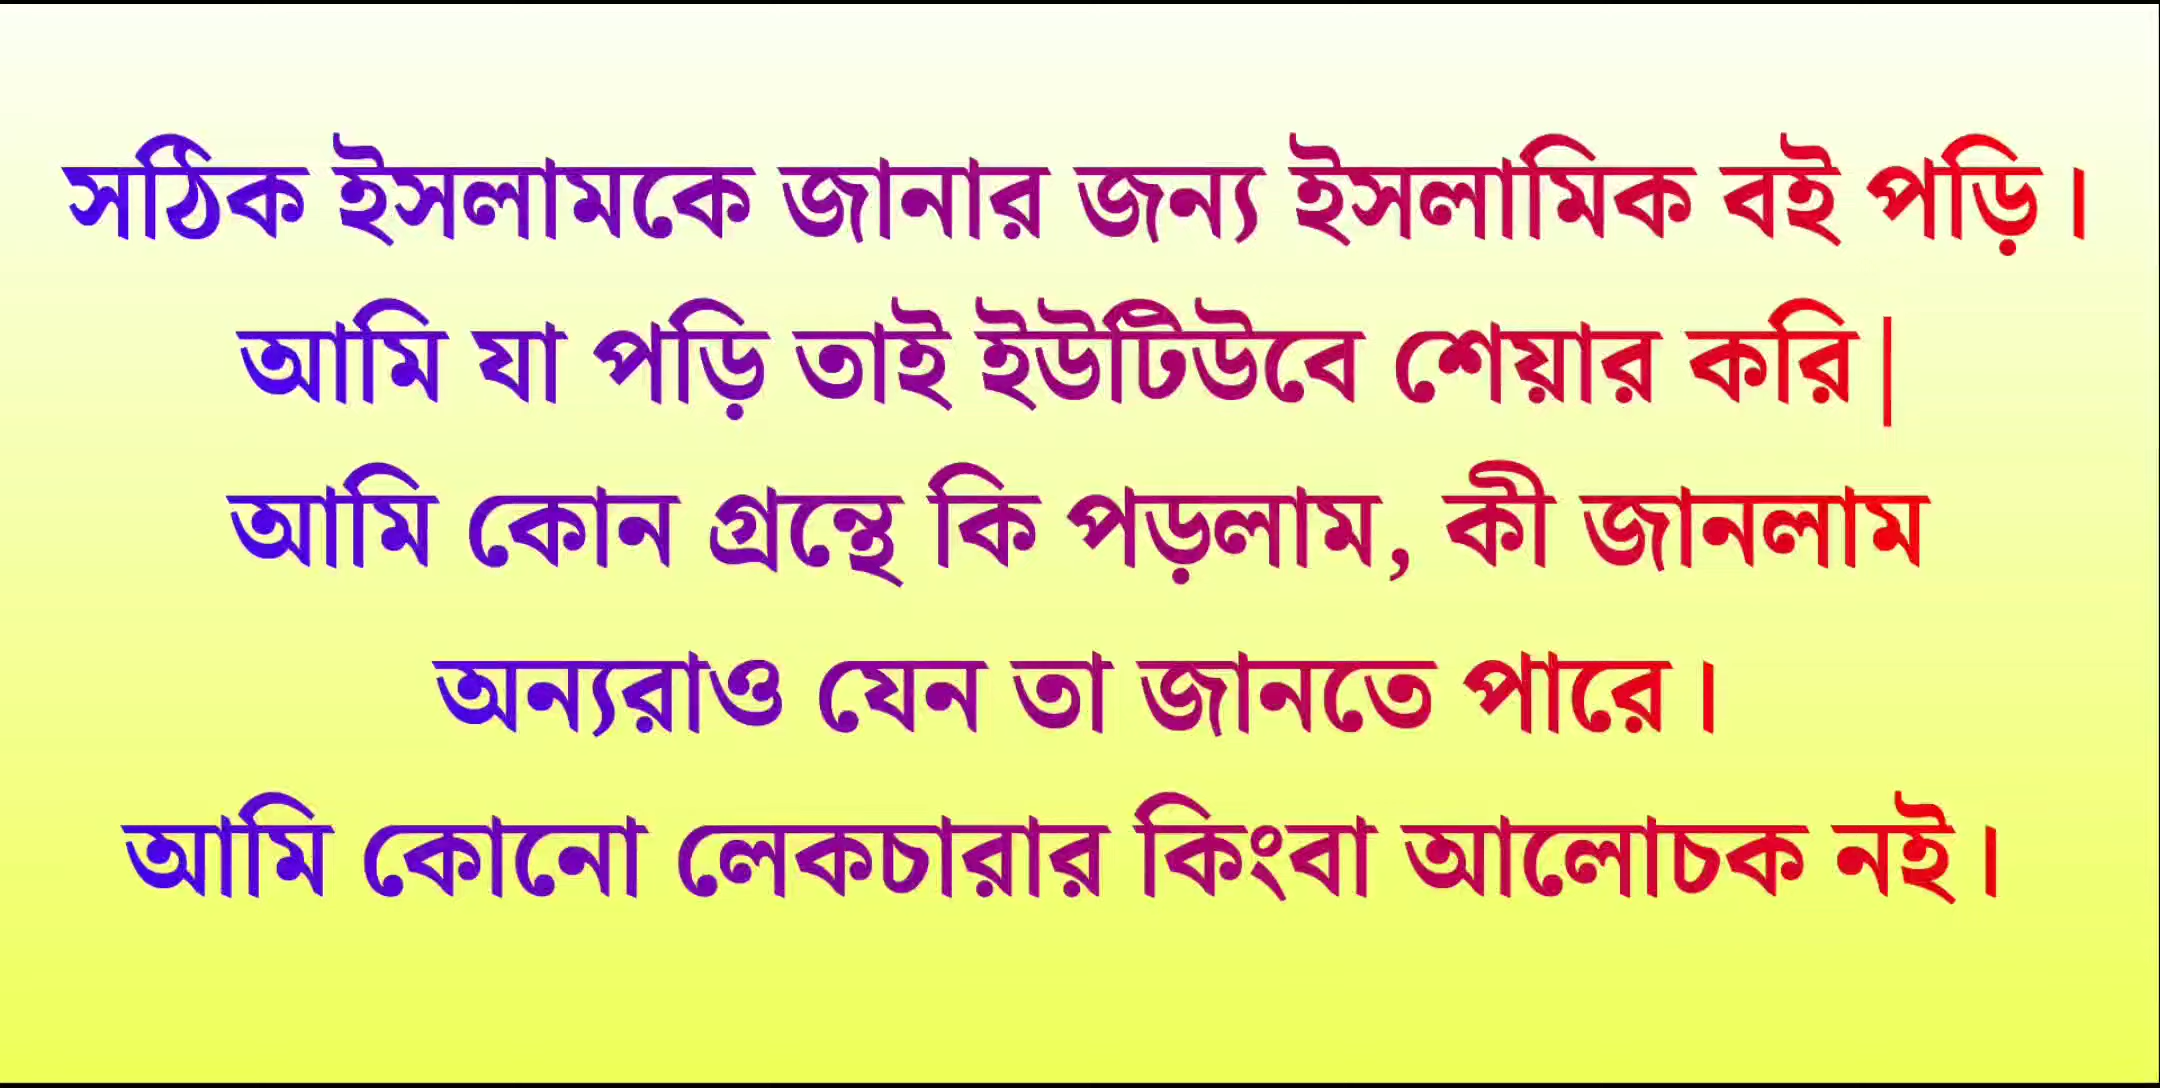 সঠিক ইসলামকে জানার জন্য ইসলামিক বই পড়ি।
আমি যা পড়ি তাই ইউটিউবে শেয়ার করি|
আমি কোন গ্রন্থে কি পড়লাম, কী জানলাম
অন্যরাও যেন তা জানতে পারে।
আমি কোনো লেকচারার কিংবা আলোচক নই।